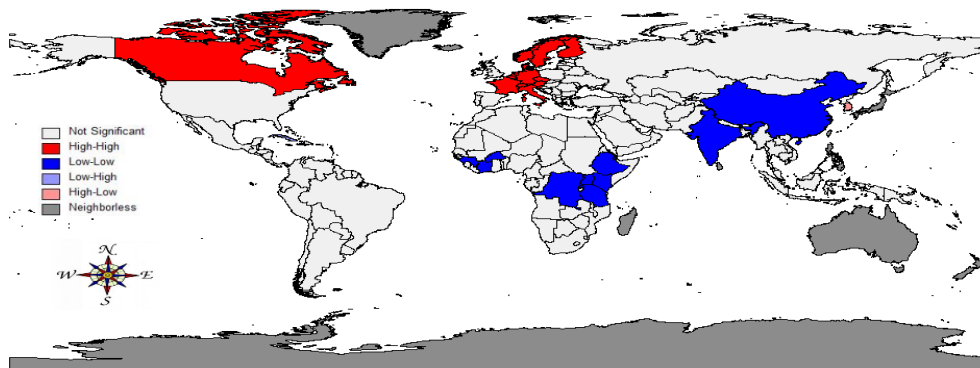 Not Significant
High-High
Low-Low
Low-High
High-Low
Neighborless
N
W E
S